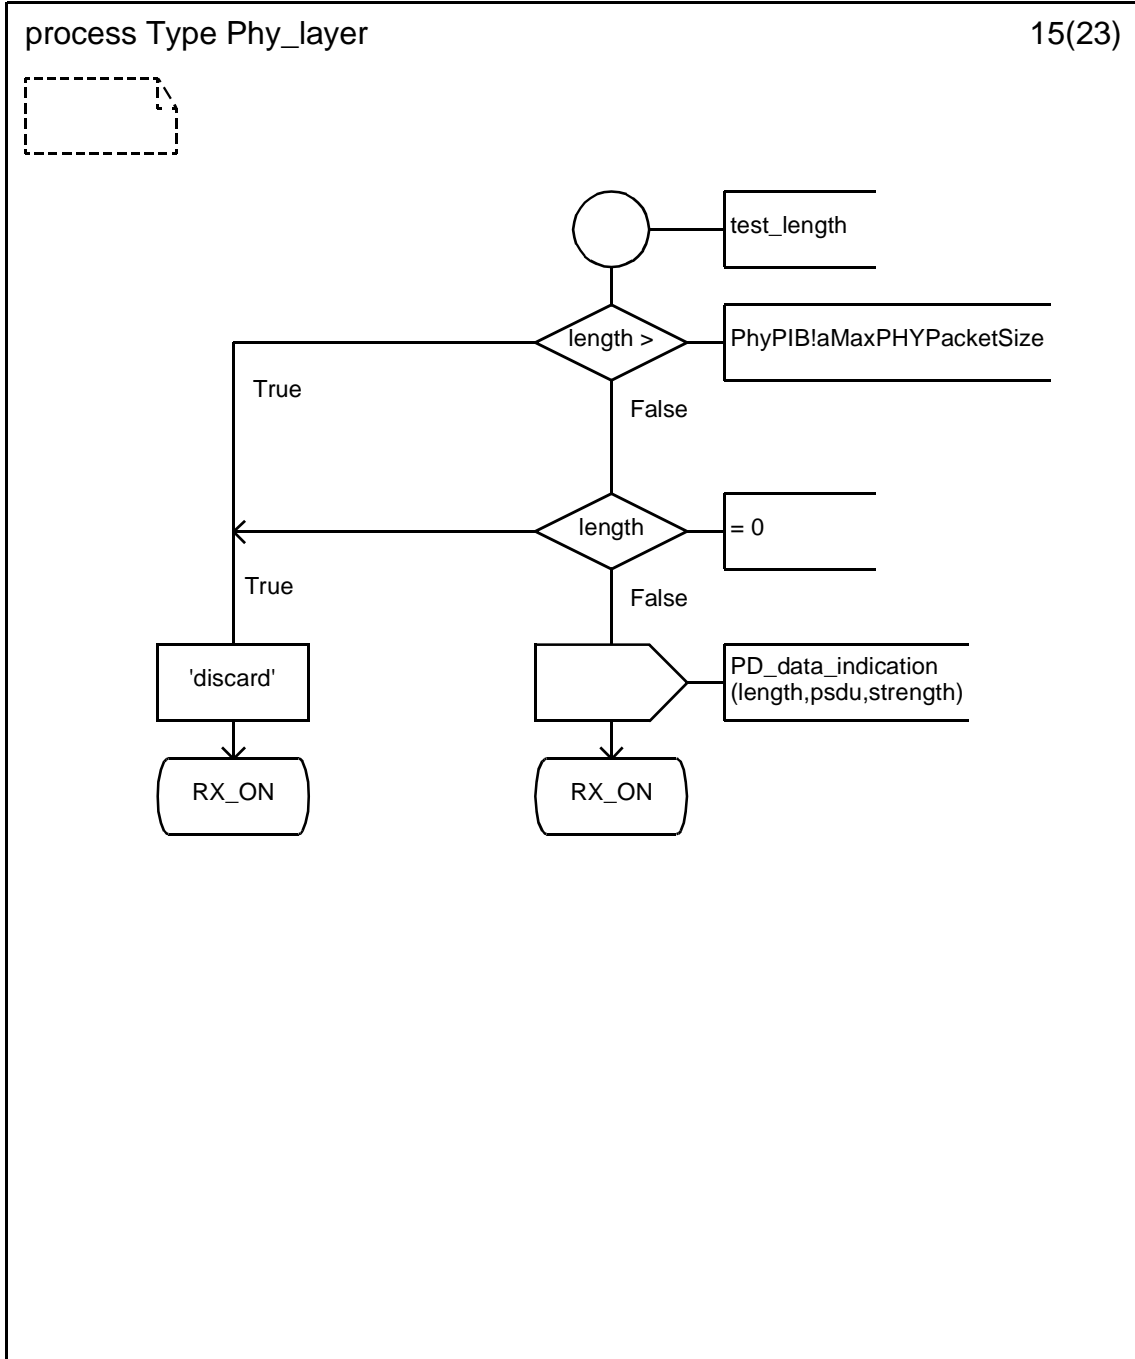 process Type Phy_layer
15(23)
test_length
length >
PhyPIB!aMaxPHYPacketSize
True
False
length
= 0
True
False
'discard'
PD_data_indication
(length,psdu,strength)
RX_ON
RX_ON